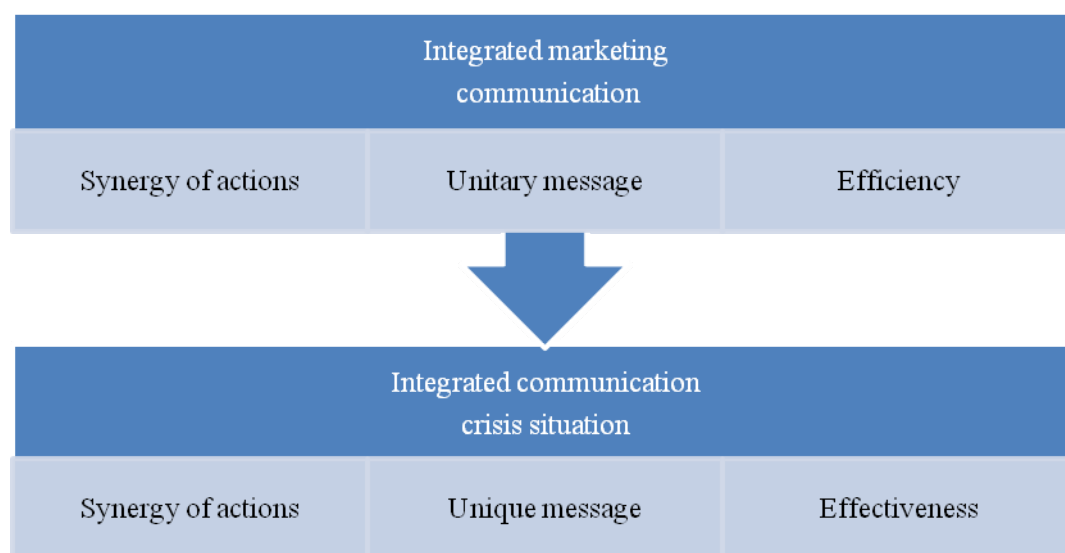 Integrated marketing
communication
Synergy of actions
Unitary message
Efficiency
Integrated communication
crisis situation
Synergy of actions
Unique message
Effectiveness